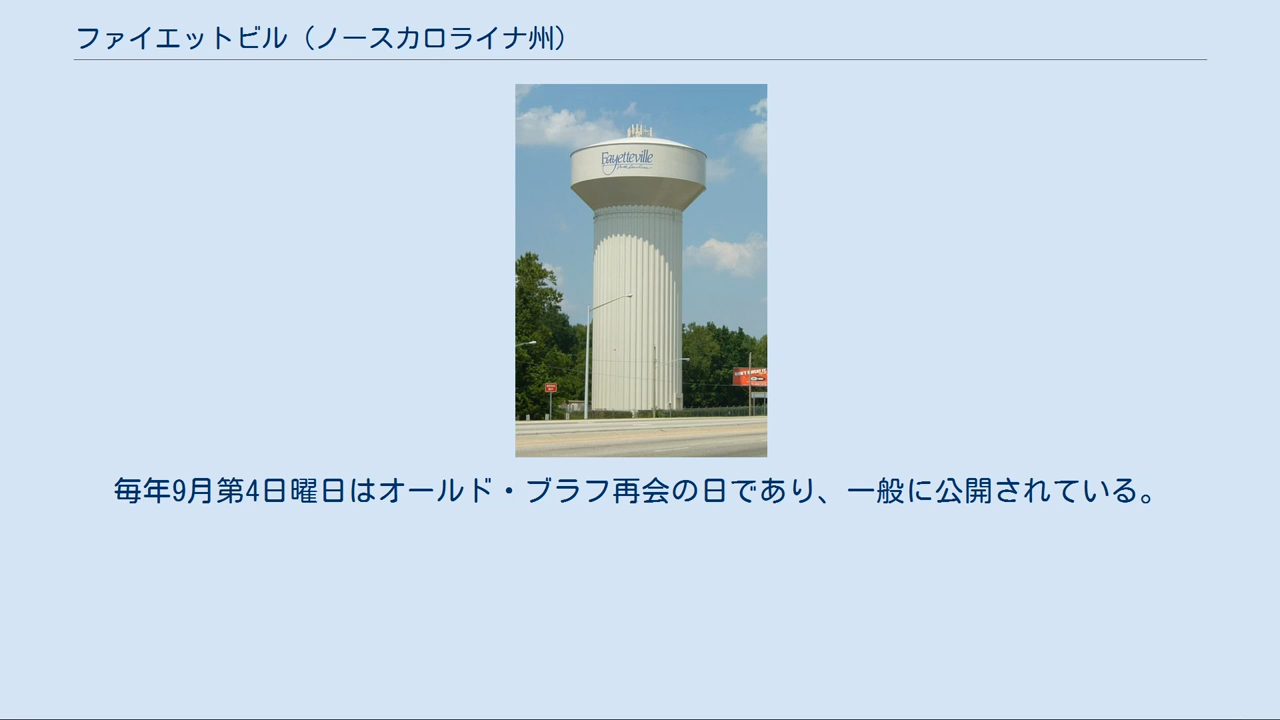 ファイエットビル（ノースカロライナ州）
Fayetteville
毎年9月第4日曜日はオールド・ブラフ再会の日であり、一般に公開されている。